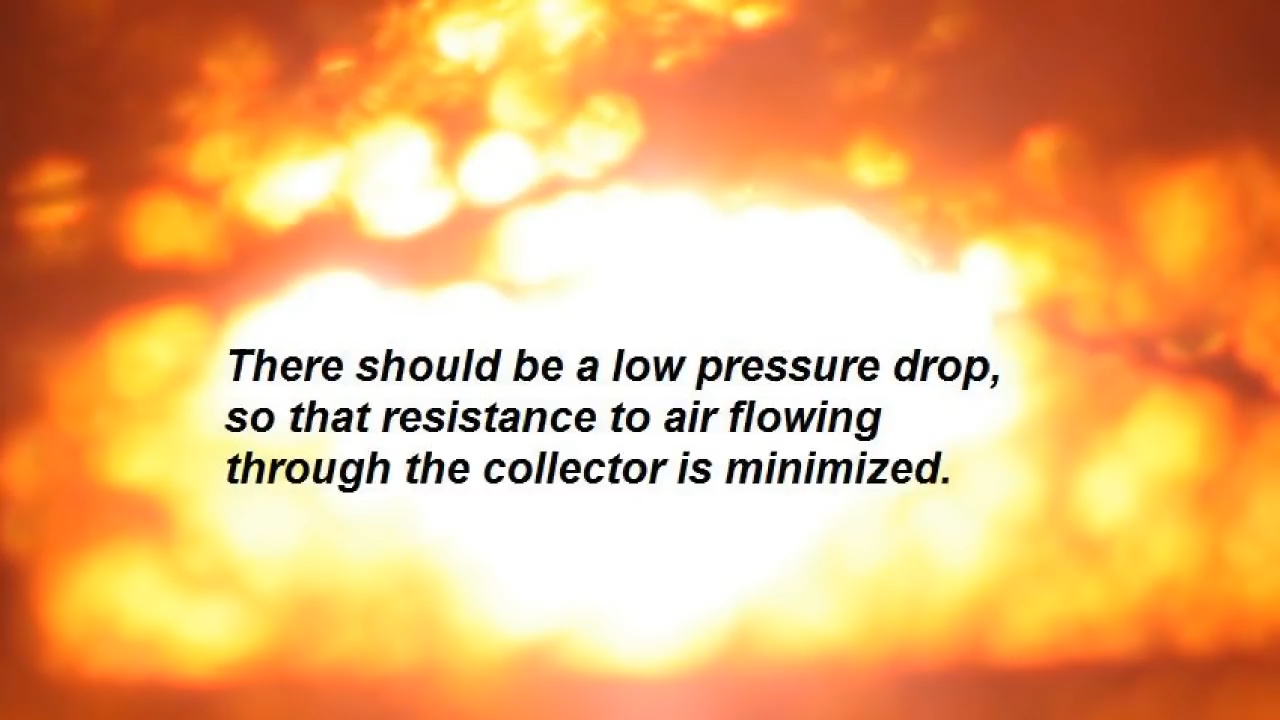 There should be a low pressure drop,
so that resistance to air flowing
through the collector is minimized.